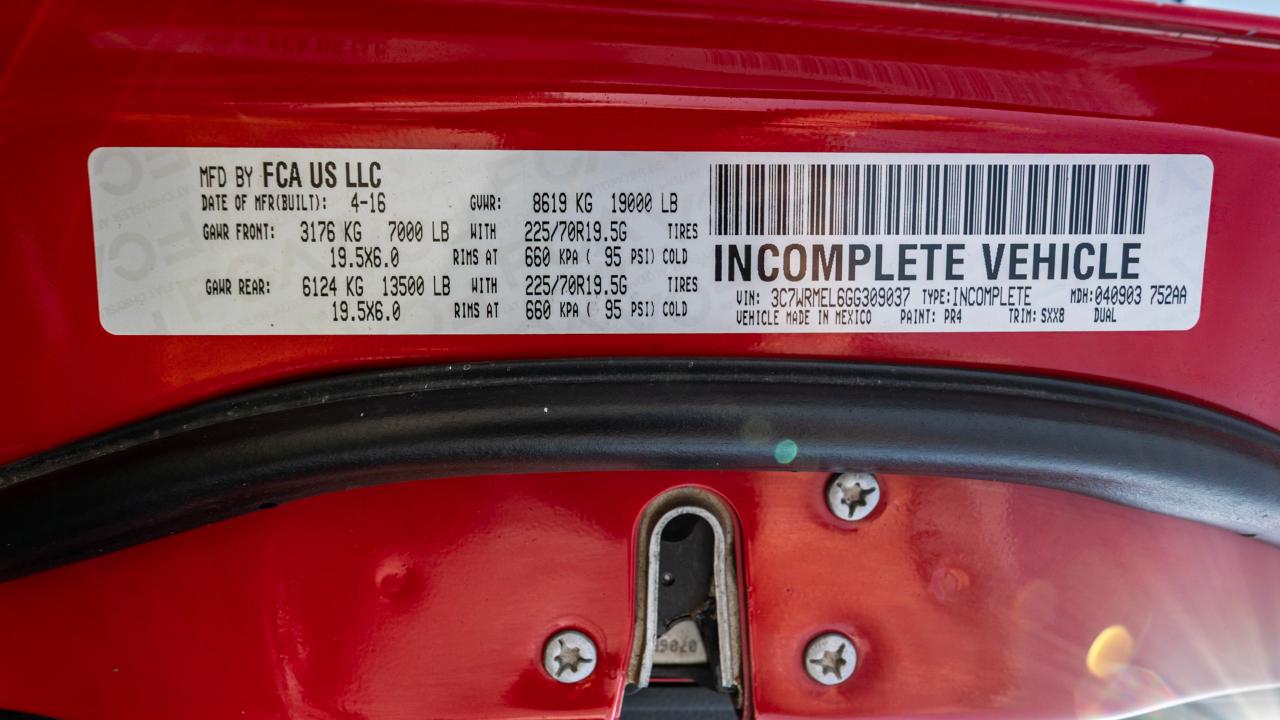 MFD BY FCA US LLC
DATE OF MFR(BUILT): 4-16 GVWR: 8619 KG 19000 LB
GAWR FRONT: 3176 KG 7000 LB WITH 225/70R19.5G TIRES
19.5X6.0 RIMS AT 660 KPA ( 95 PSI) COLD
GAWR REAR: 6124 KG 13500 LB WITH 225/70R19.5G TIRES
19.5X6.0 RIMS AT 660 KPA ( 95 PSI) COLD
INCOMPLETE VEHICLE
VIN: 3C7WRMEL6GG309037 TYPE: INCOMPLETE MDH: 040903 752AA
VEHICLE MADE IN MEXICO PAINT: PR4 TRIM: SXX8 DUAL